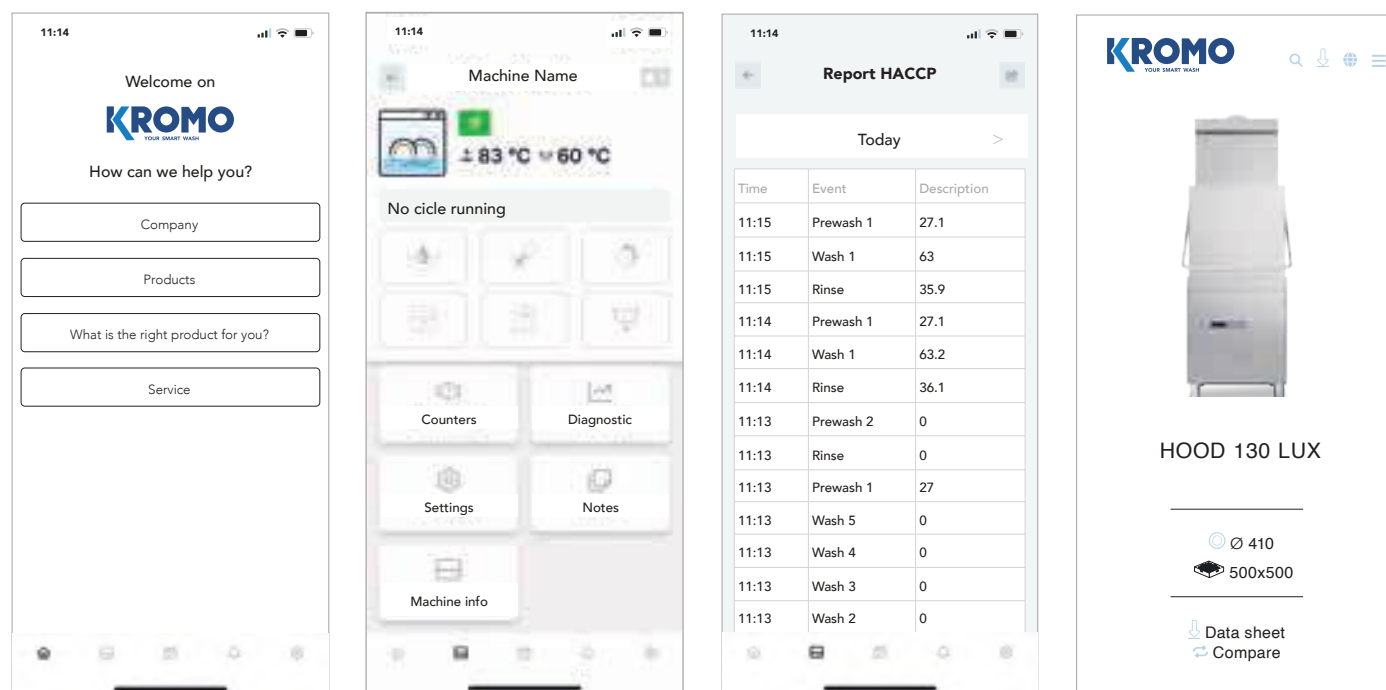 11:14
Welcome on
KROMO
YOUR SMART WASH
How can we help you?
Company
Products
What is the right product for you?
Service
11:14
Machine Name
83 °C 60 °C
No cicle running
Counters
Diagnostic
Settings
Notes
Machine info
11:14
Report HACCP
Today >
Time Event Description
11:15 Prewash 1 27.1
11:15 Wash 1 63
11:15 Rinse 35.9
11:14 Prewash 1 27.1
11:14 Wash 1 63.2
11:14 Rinse 36.1
11:13 Prewash 2 0
11:13 Rinse 0
11:13 Prewash 1 27
11:13 Wash 5 0
11:13 Wash 4 0
11:13 Wash 3 0
11:13 Wash 2 0
KROMO
YOUR SMART WASH
HOOD 130 LUX
Ø 410
500x500
Data sheet
Compare